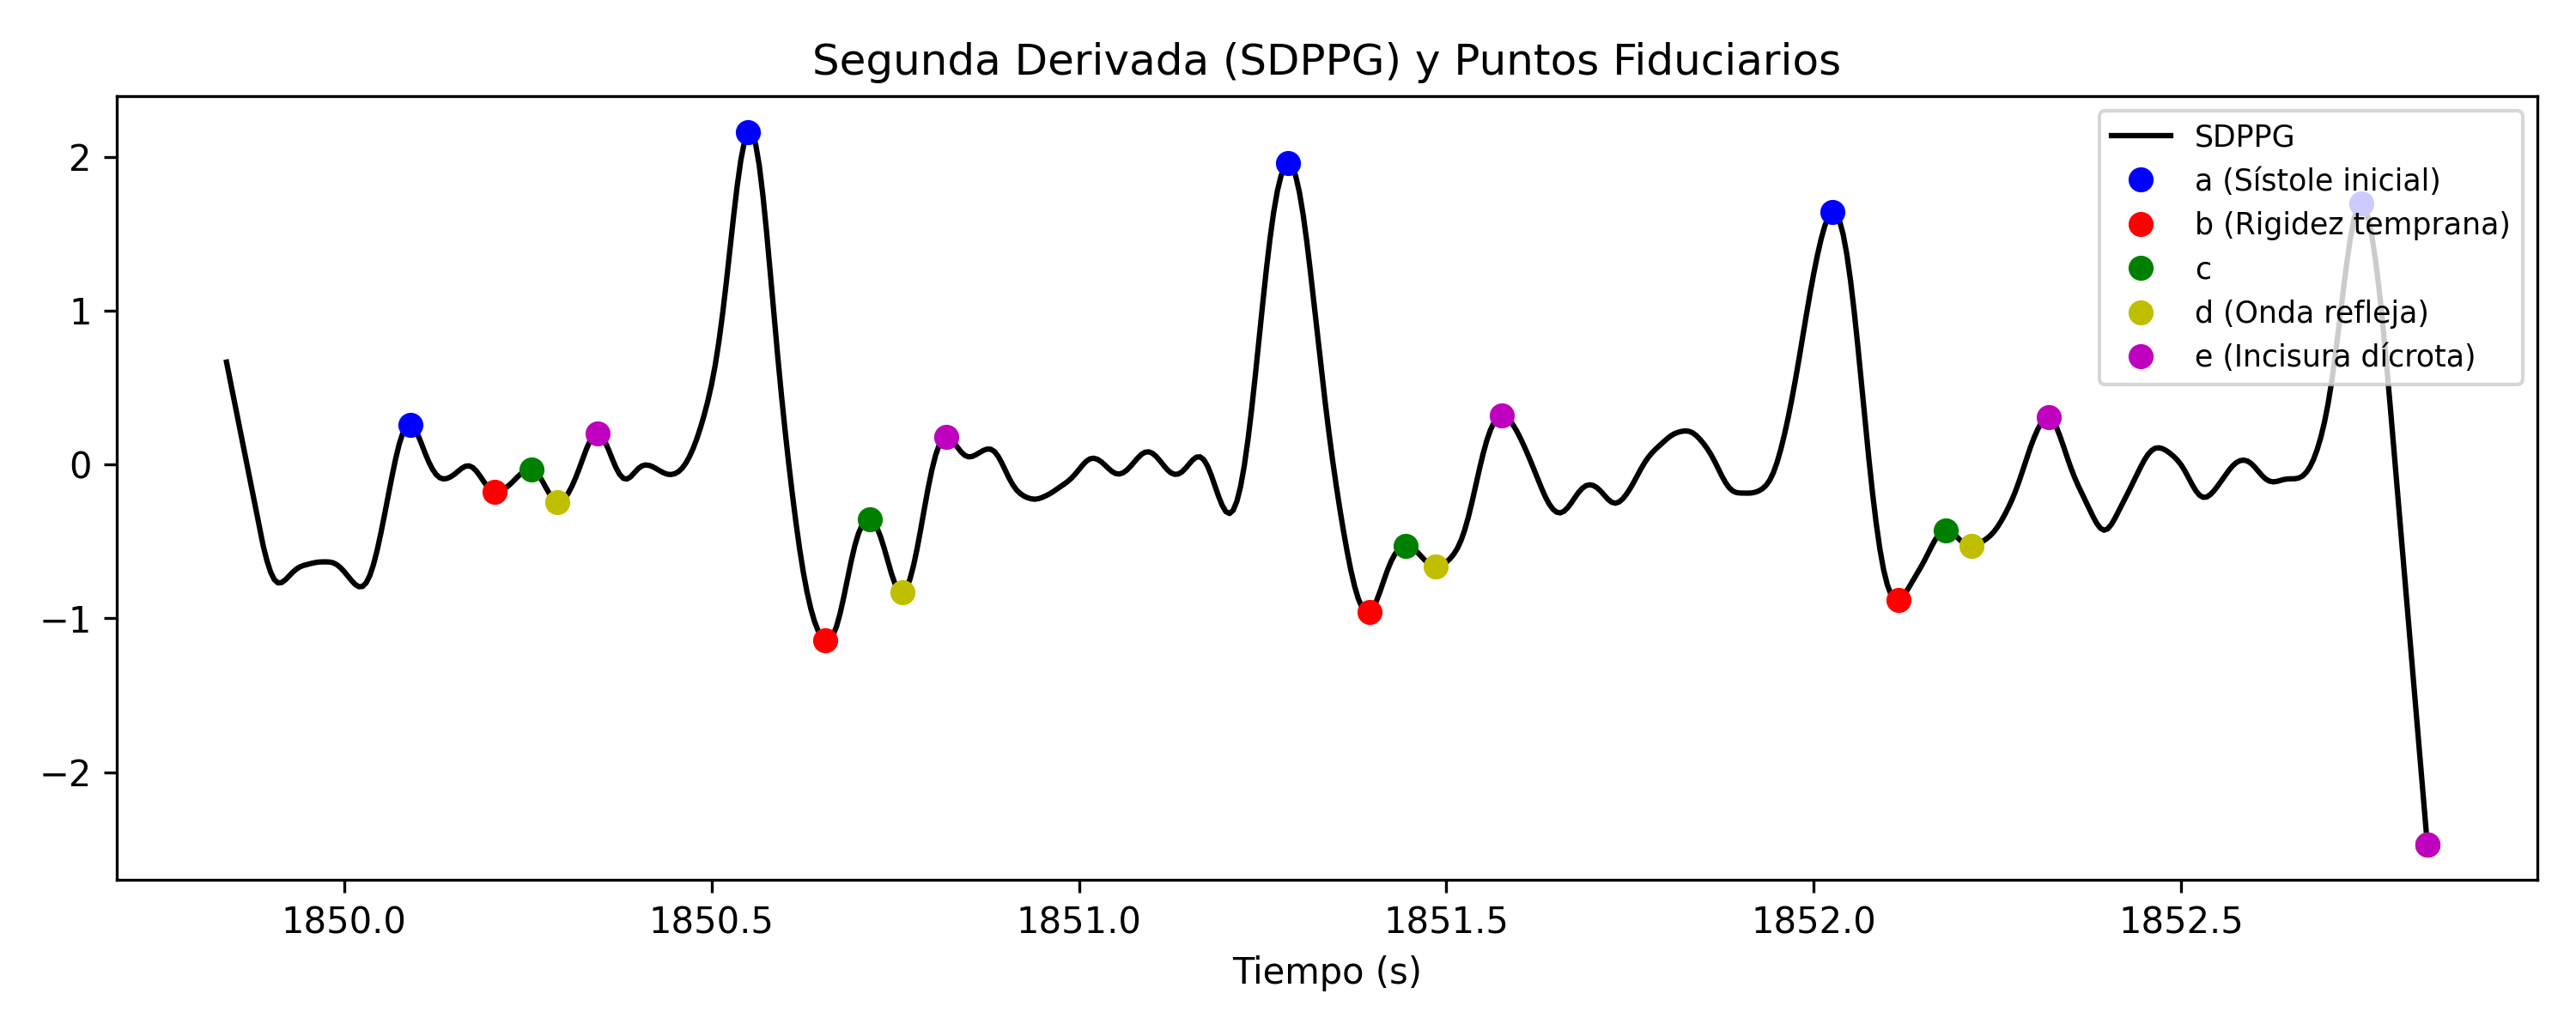 Segunda Derivada (SDPPG) y Puntos Fiduciarios
SDPPG
a (Sístole inicial)
b (Rigidez temprana)
c
d (Onda refleja)
e (Incisura dícrota)
2
1
0
−1
−2
1850.0 1850.5 1851.0 1851.5 1852.0 1852.5
Tiempo (s)